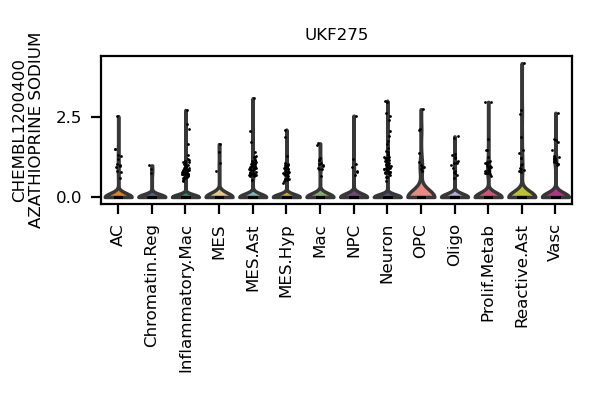 UKF275
CHEMBL1200400
AZATHIOPRINE SODIUM
2.5
0.0
AC
Chromatin.Reg
Inflammatory.Mac
MES
MES.Ast
MES.Hyp
Mac
NPC
Neuron
OPC
Oligo
Prolif.Metab
Reactive.Ast
Vasc